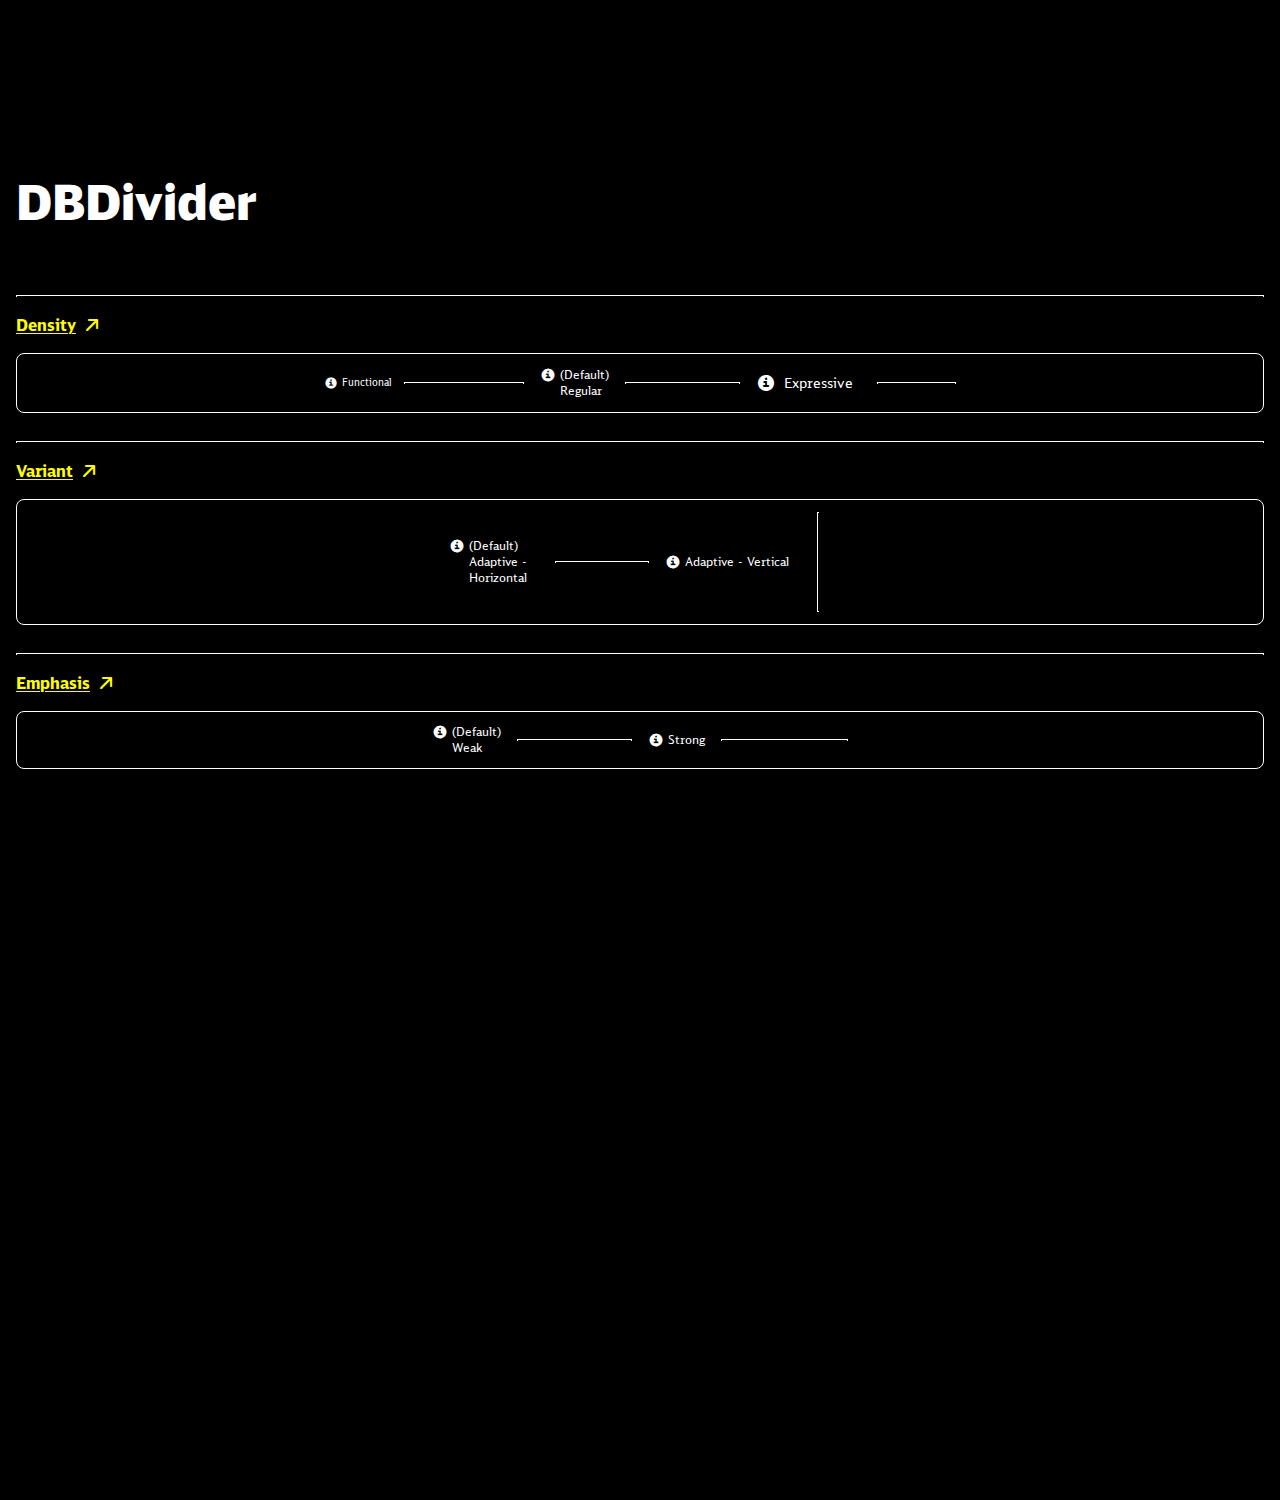 DBDivider
Density
Functional
(Default)
Regular
Expressive
Variant
(Default)
Adaptive -
Horizontal
Adaptive - Vertical
Emphasis
(Default)
Weak
Strong